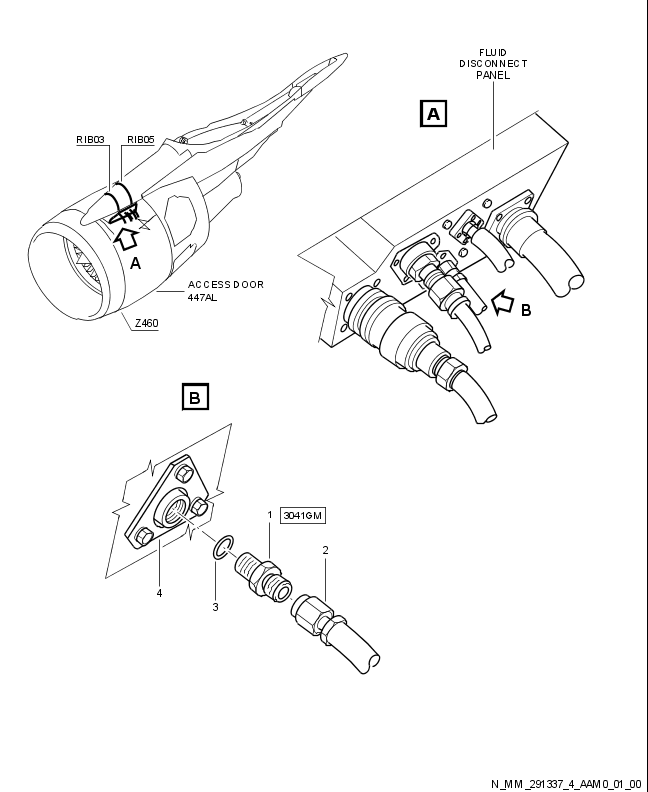 FLUID
DISCONNECT
PANEL
A
RIB03 RIB05
A
ACCESS DOOR
447AL
Z460
B
B
1 3041GM
2
4
3
N_MM_291337_4_AAM0_01_00